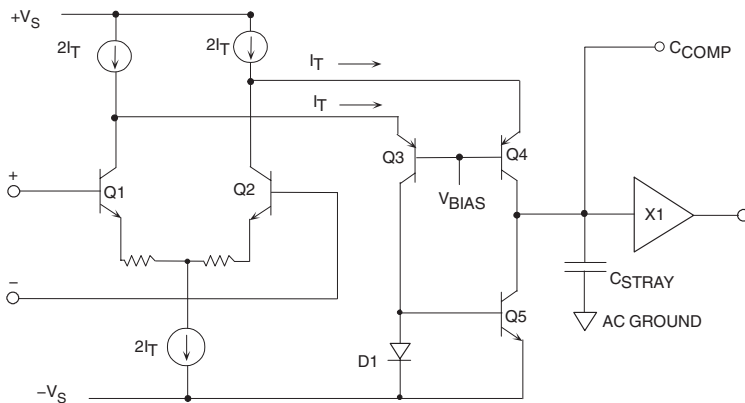 +VS
2IT
2IT
IT
IT
CCOMP
Q3
Q4
+
Q1
Q2
VBIAS
X1
CSTRAY
−
Q5
AC GROUND
2IT
D1
−VS